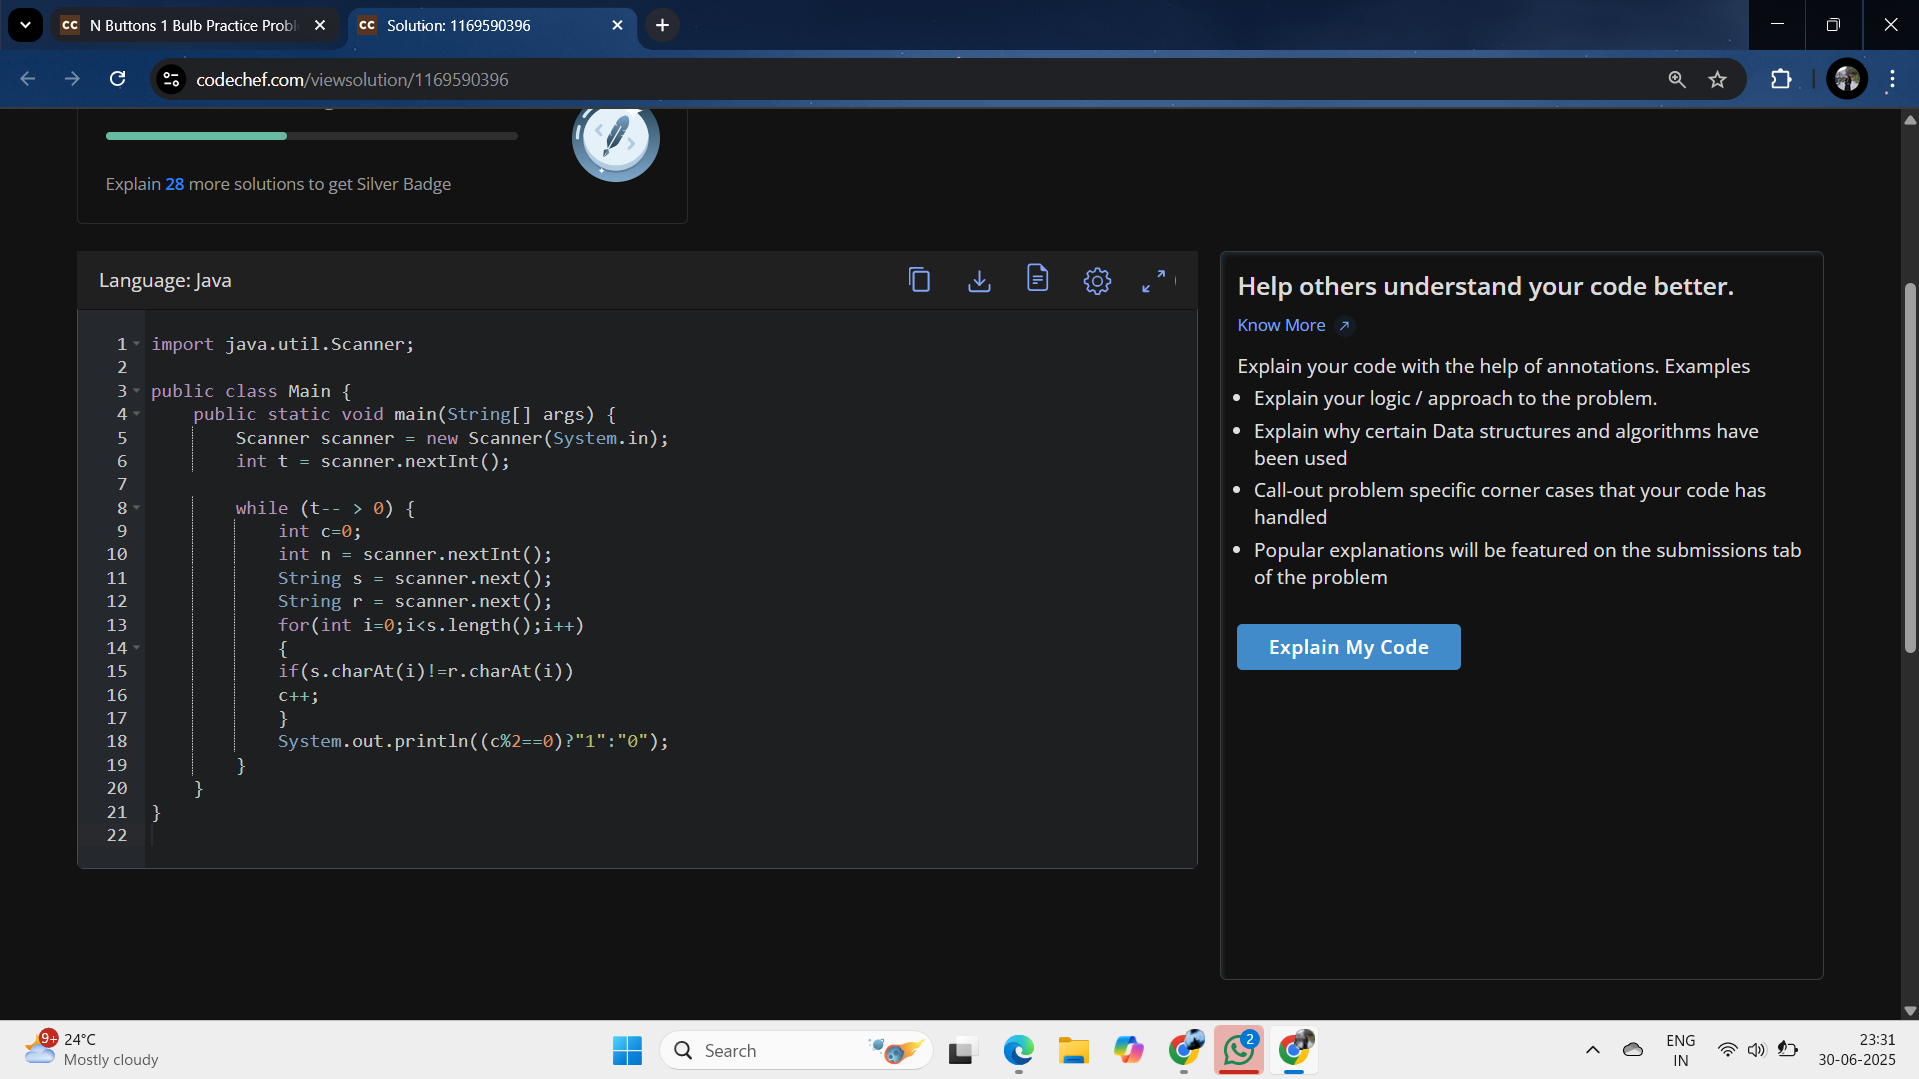 N Buttons 1 Bulb Practice Probl
Solution: 1169590396
codechef.com/viewsolution/1169590396
Explain 28 more solutions to get Silver Badge
Language: Java
1 import java.util.Scanner;
2
3 public class Main {
4 public static void main(String[] args) {
5 Scanner scanner = new Scanner(System.in);
6 int t = scanner.nextInt();
7
8 while (t-- > 0) {
9 int c=0;
10 int n = scanner.nextInt();
11 String s = scanner.next();
12 String r = scanner.next();
13 for(int i=0;i<s.length();i++)
14 {
15 if(s.charAt(i)!=r.charAt(i))
16 c++;
17 }
18 System.out.println((c%2==0)?"1":"0");
19 }
20 }
21 }
22
Help others understand your code better.
Know More
Explain your code with the help of annotations. Examples
• Explain your logic / approach to the problem.
• Explain why certain Data structures and algorithms have
been used
• Call-out problem specific corner cases that your code has
handled
• Popular explanations will be featured on the submissions tab
of the problem
Explain My Code
9+
24°C
Mostly cloudy
Search
2
ENG
IN
23:31
30-06-2025